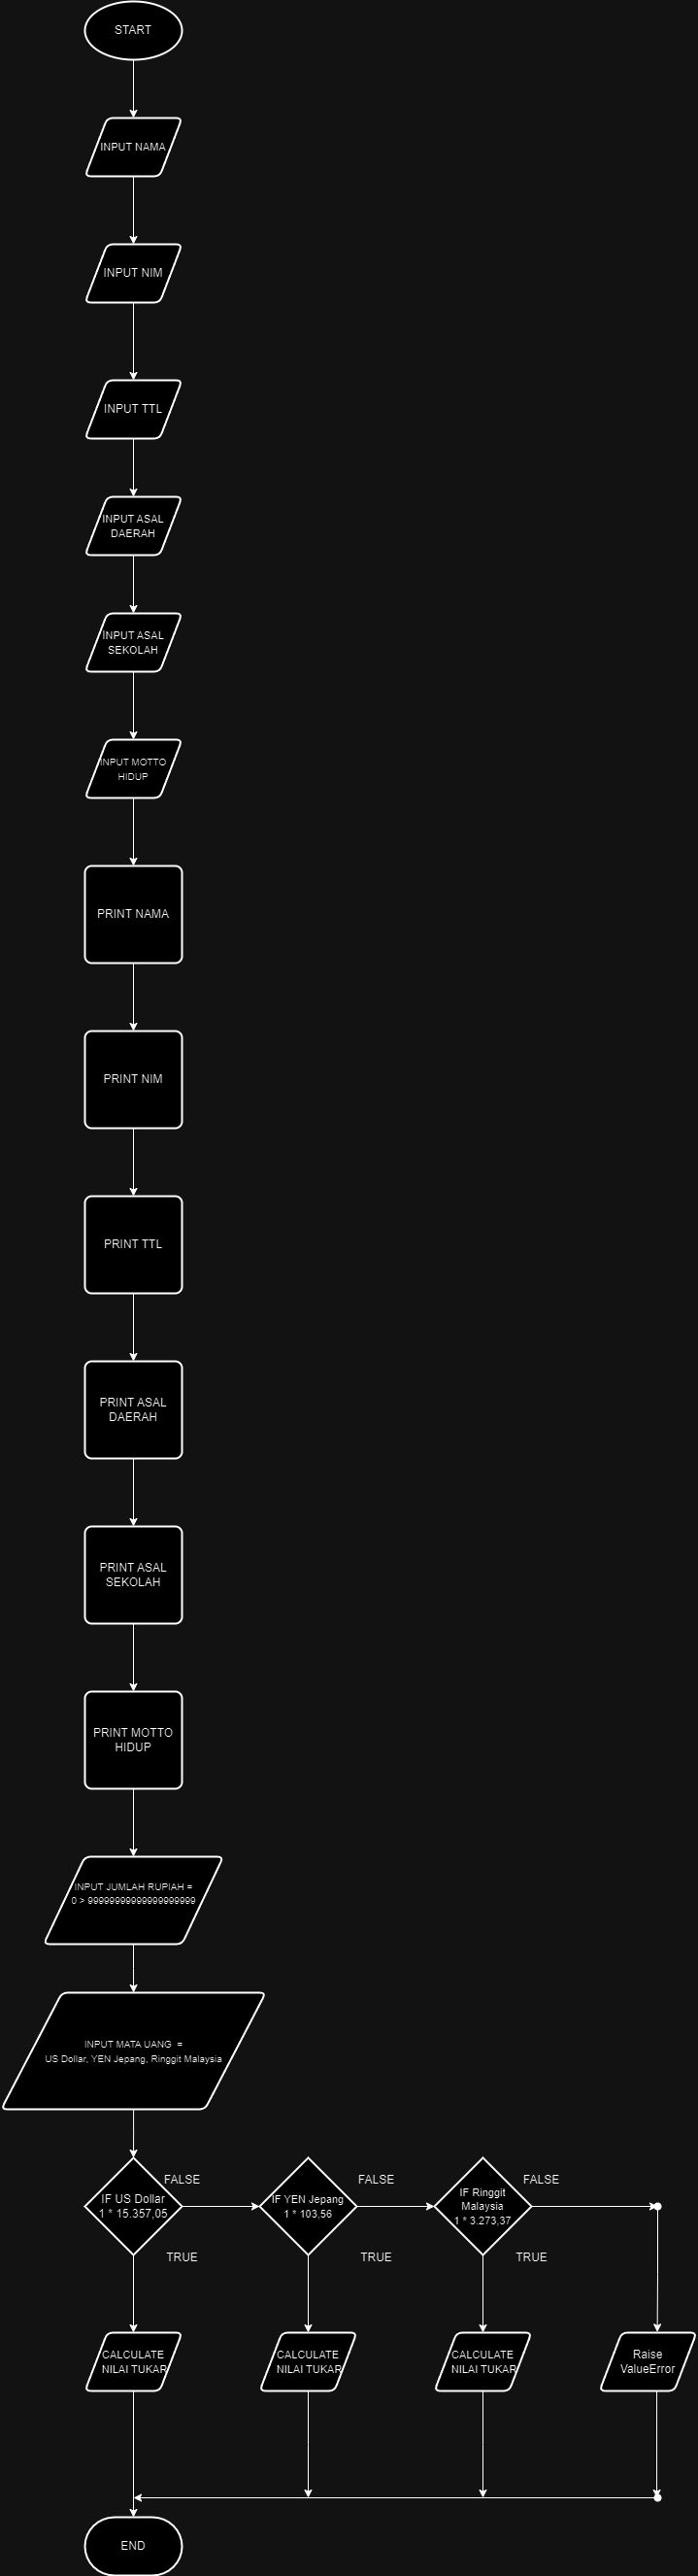 START
INPUT NAMA
INPUT NIM
INPUT TTL
INPUT ASAL
DAERAH
INPUT ASAL
SEKOLAH
INPUT MOTTO
HIDUP
PRINT NAMA
PRINT NIM
PRINT TTL
PRINT ASAL
DAERAH
PRINT ASAL
SEKOLAH
PRINT MOTTO
HIDUP
INPUT JUMLAH RUPIAH =
INPUT MATA UANG =
US Dollar, YEN Jepang, Ringgit Malaysia
IF US Dollar
1 * 15.357,05
FALSE
TRUE
IF YEN Jepang
1 * 103,56
FALSE
TRUE
IF Ringgit
Malaysia
1 * 3.273,37
FALSE
TRUE
CALCULATE
NILAI TUKAR
CALCULATE
NILAI TUKAR
CALCULATE
NILAI TUKAR
Raise
ValueError
END